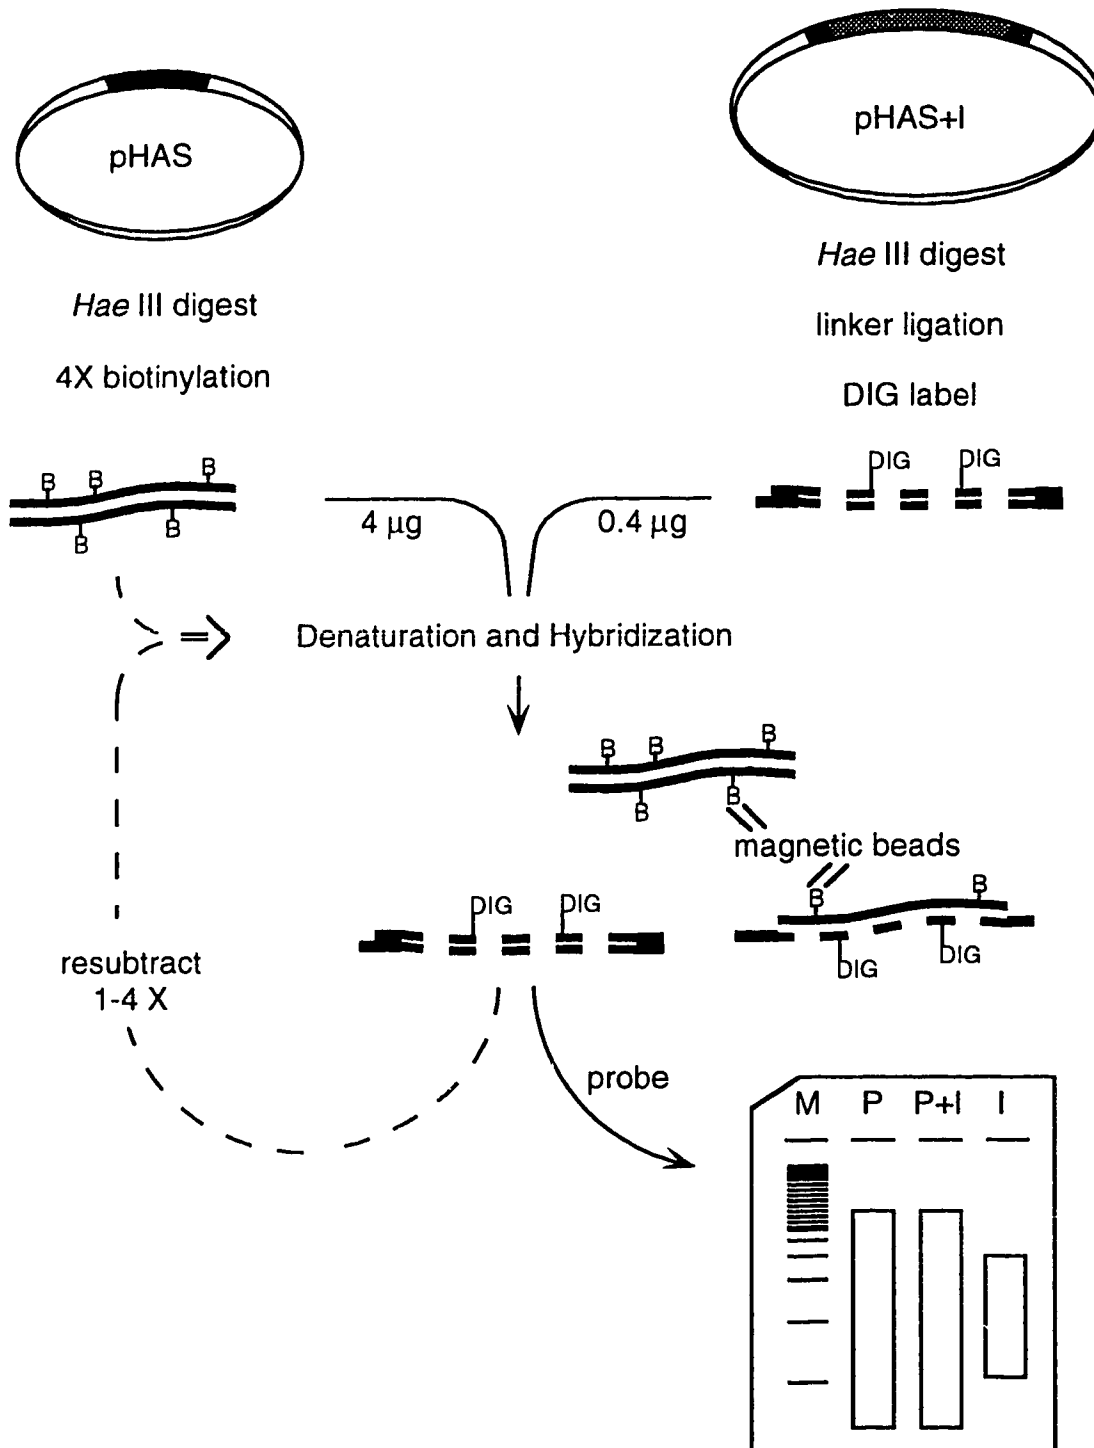 pHAS
pHAS+I
Hae III digest
4X biotinylation
Hae III digest
linker ligation
DIG label
B B B
B B
DIG DIG
4 µg
0.4 µg
Denaturation and Hybridization
B B B
B B
magnetic beads
B B
DIG DIG
DIG DIG
resubtract
1-4 X
probe
M P P+I I